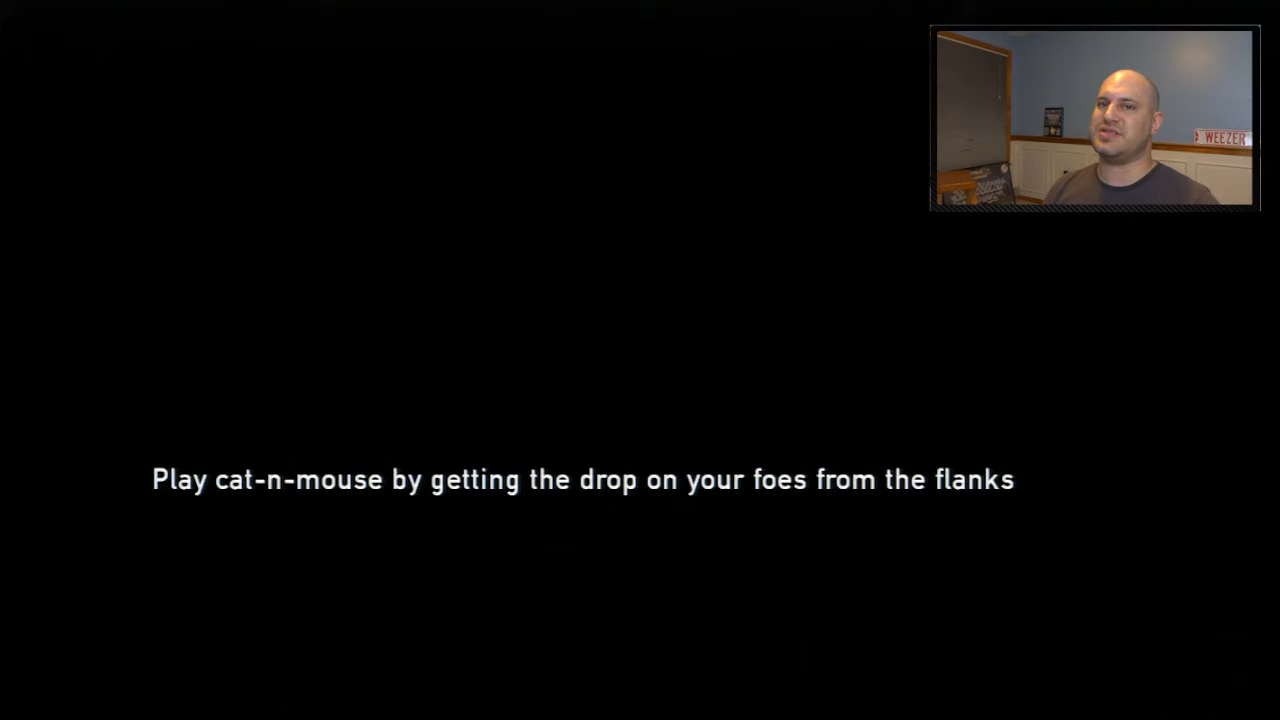 WEEZER
Play cat-n-mouse by getting the drop on your foes from the flanks